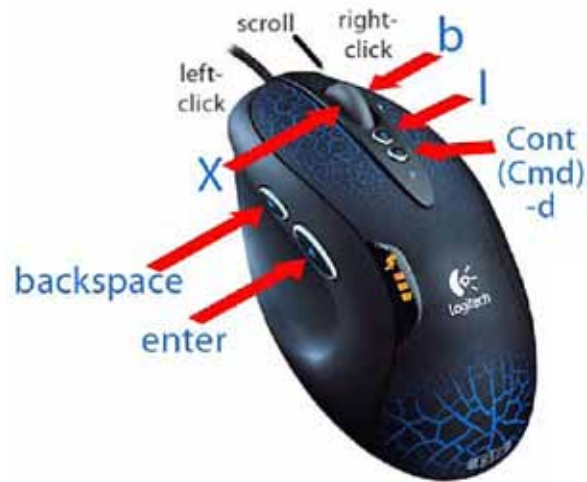 scroll
right-
click
b
left-
click
l
Cont
(Cmd)
-d
X
backspace
enter
Logitech